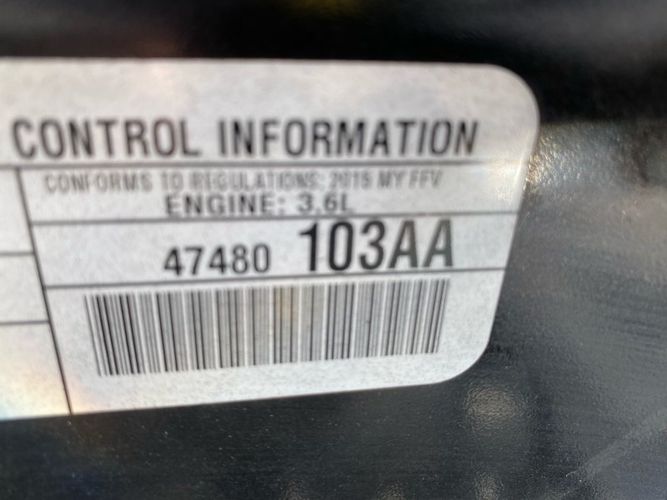 CONTROL INFORMATION
CONFORMS TO REGULATIONS: 2015 MY FFV
ENGINE: 3.6L
47480 103AA